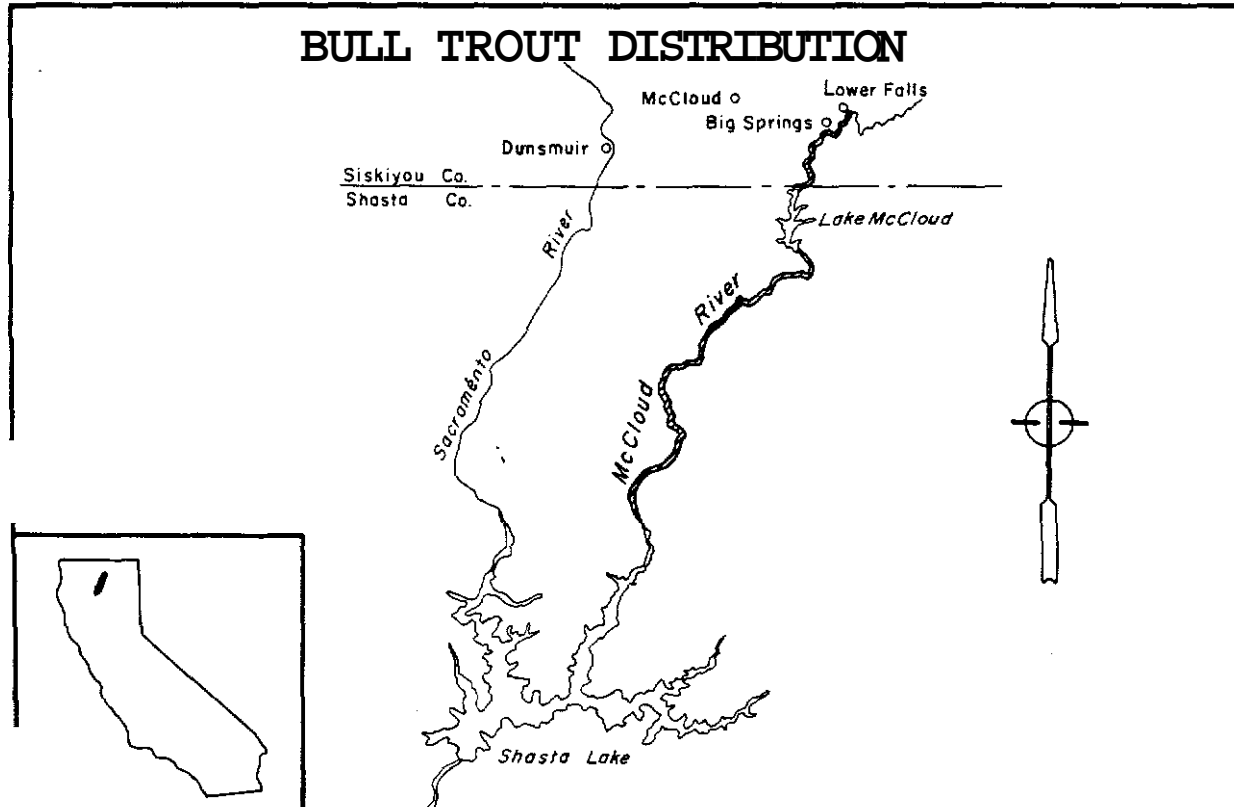 BULL TROUT DISTRIBUTION
Lower Falls
McCloud
Big Springs
Dunsmuir
Siskiyou Co.
Shasta Co.
Lake McCloud
Sacramento River
McCloud River
Shasta Lake